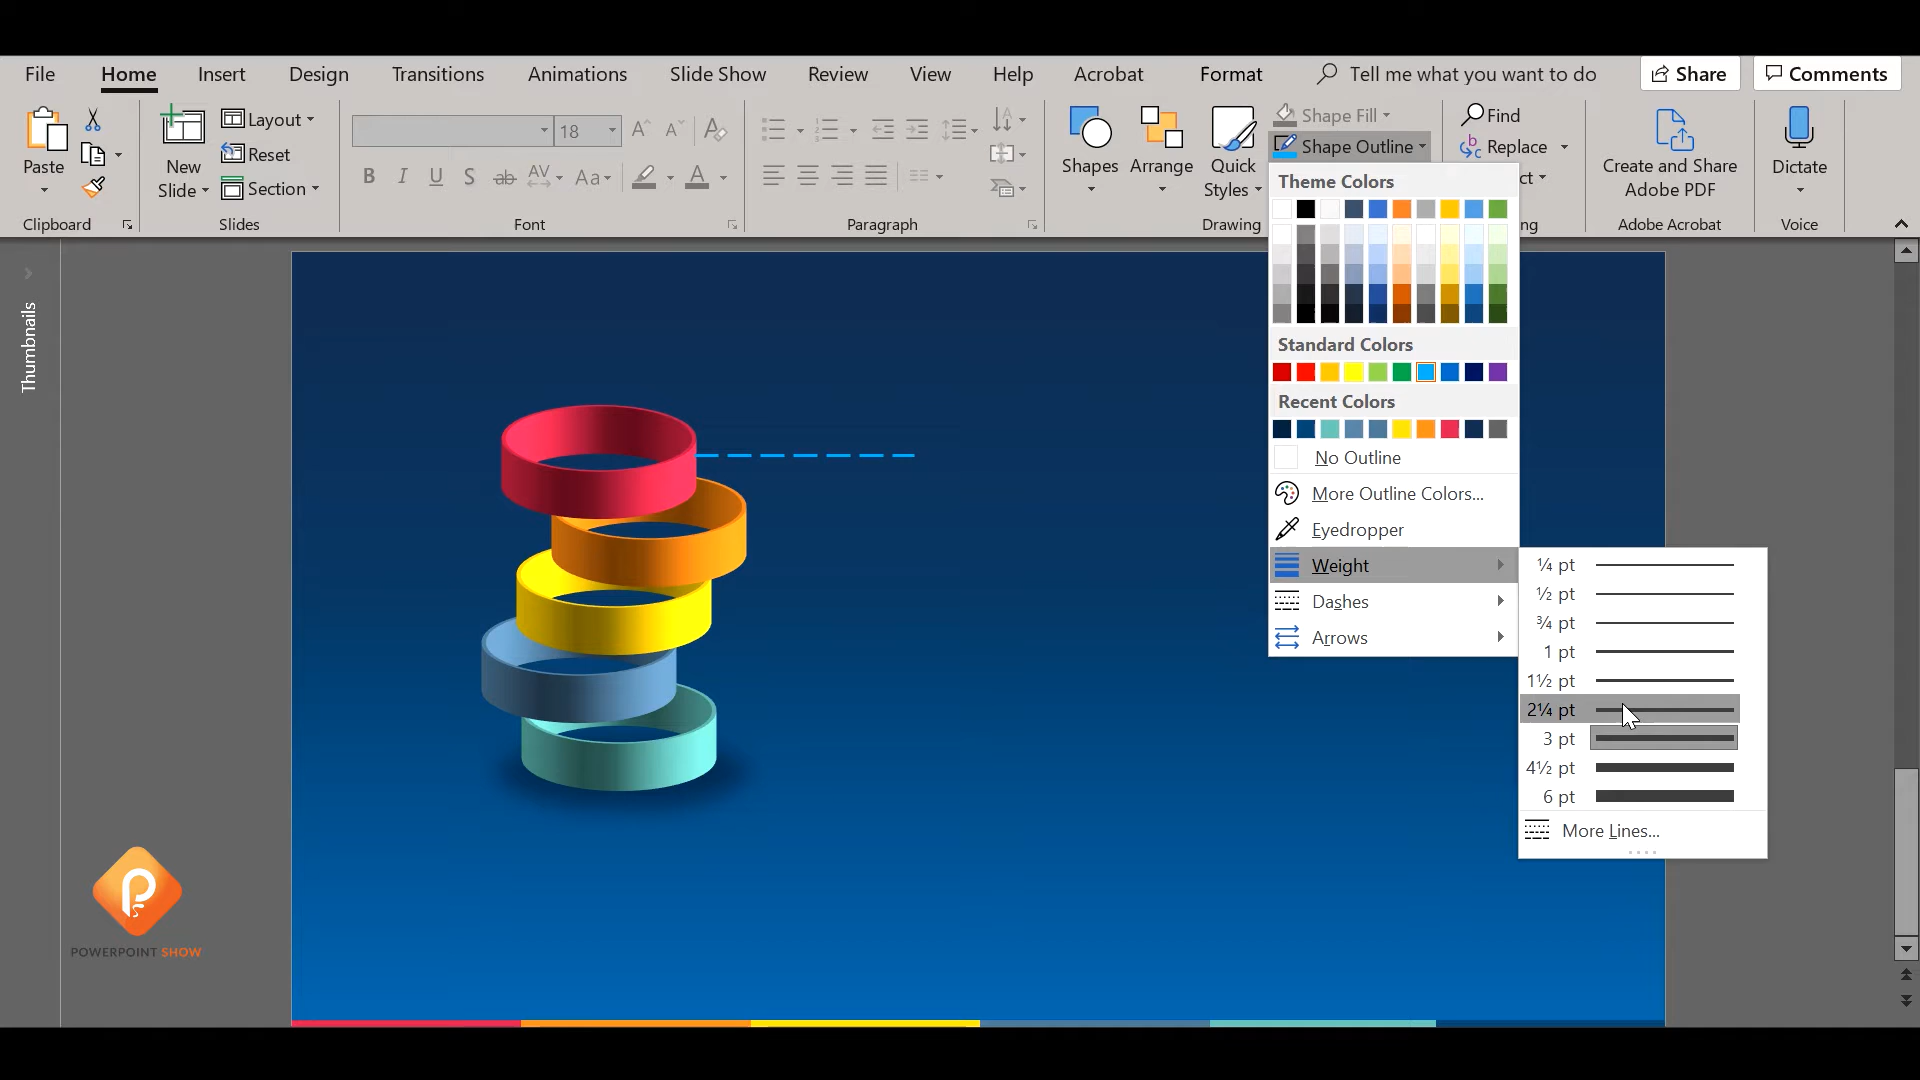 File Home Insert Design Transitions Animations Slide Show Review View Help Acrobat Format Tell me what you want to do Share Comments
Paste
New
Slide
Layout
Reset
Section
18
B I U S ab AV Aa A
Shapes
Arrange
Quick
Styles
Shape Fill
Shape Outline
Find
Replace
ct
Create and Share
Adobe PDF
Dictate
Clipboard Slides Font Paragraph Drawing ng Adobe Acrobat Voice
Thumbnails
Theme Colors
Standard Colors
Recent Colors
No Outline
More Outline Colors...
Eyedropper
Weight
Dashes
Arrows
¼ pt
½ pt
¾ pt
1 pt
1½ pt
2¼ pt
3 pt
4½ pt
6 pt
More Lines...
POWERPOINT SHOW